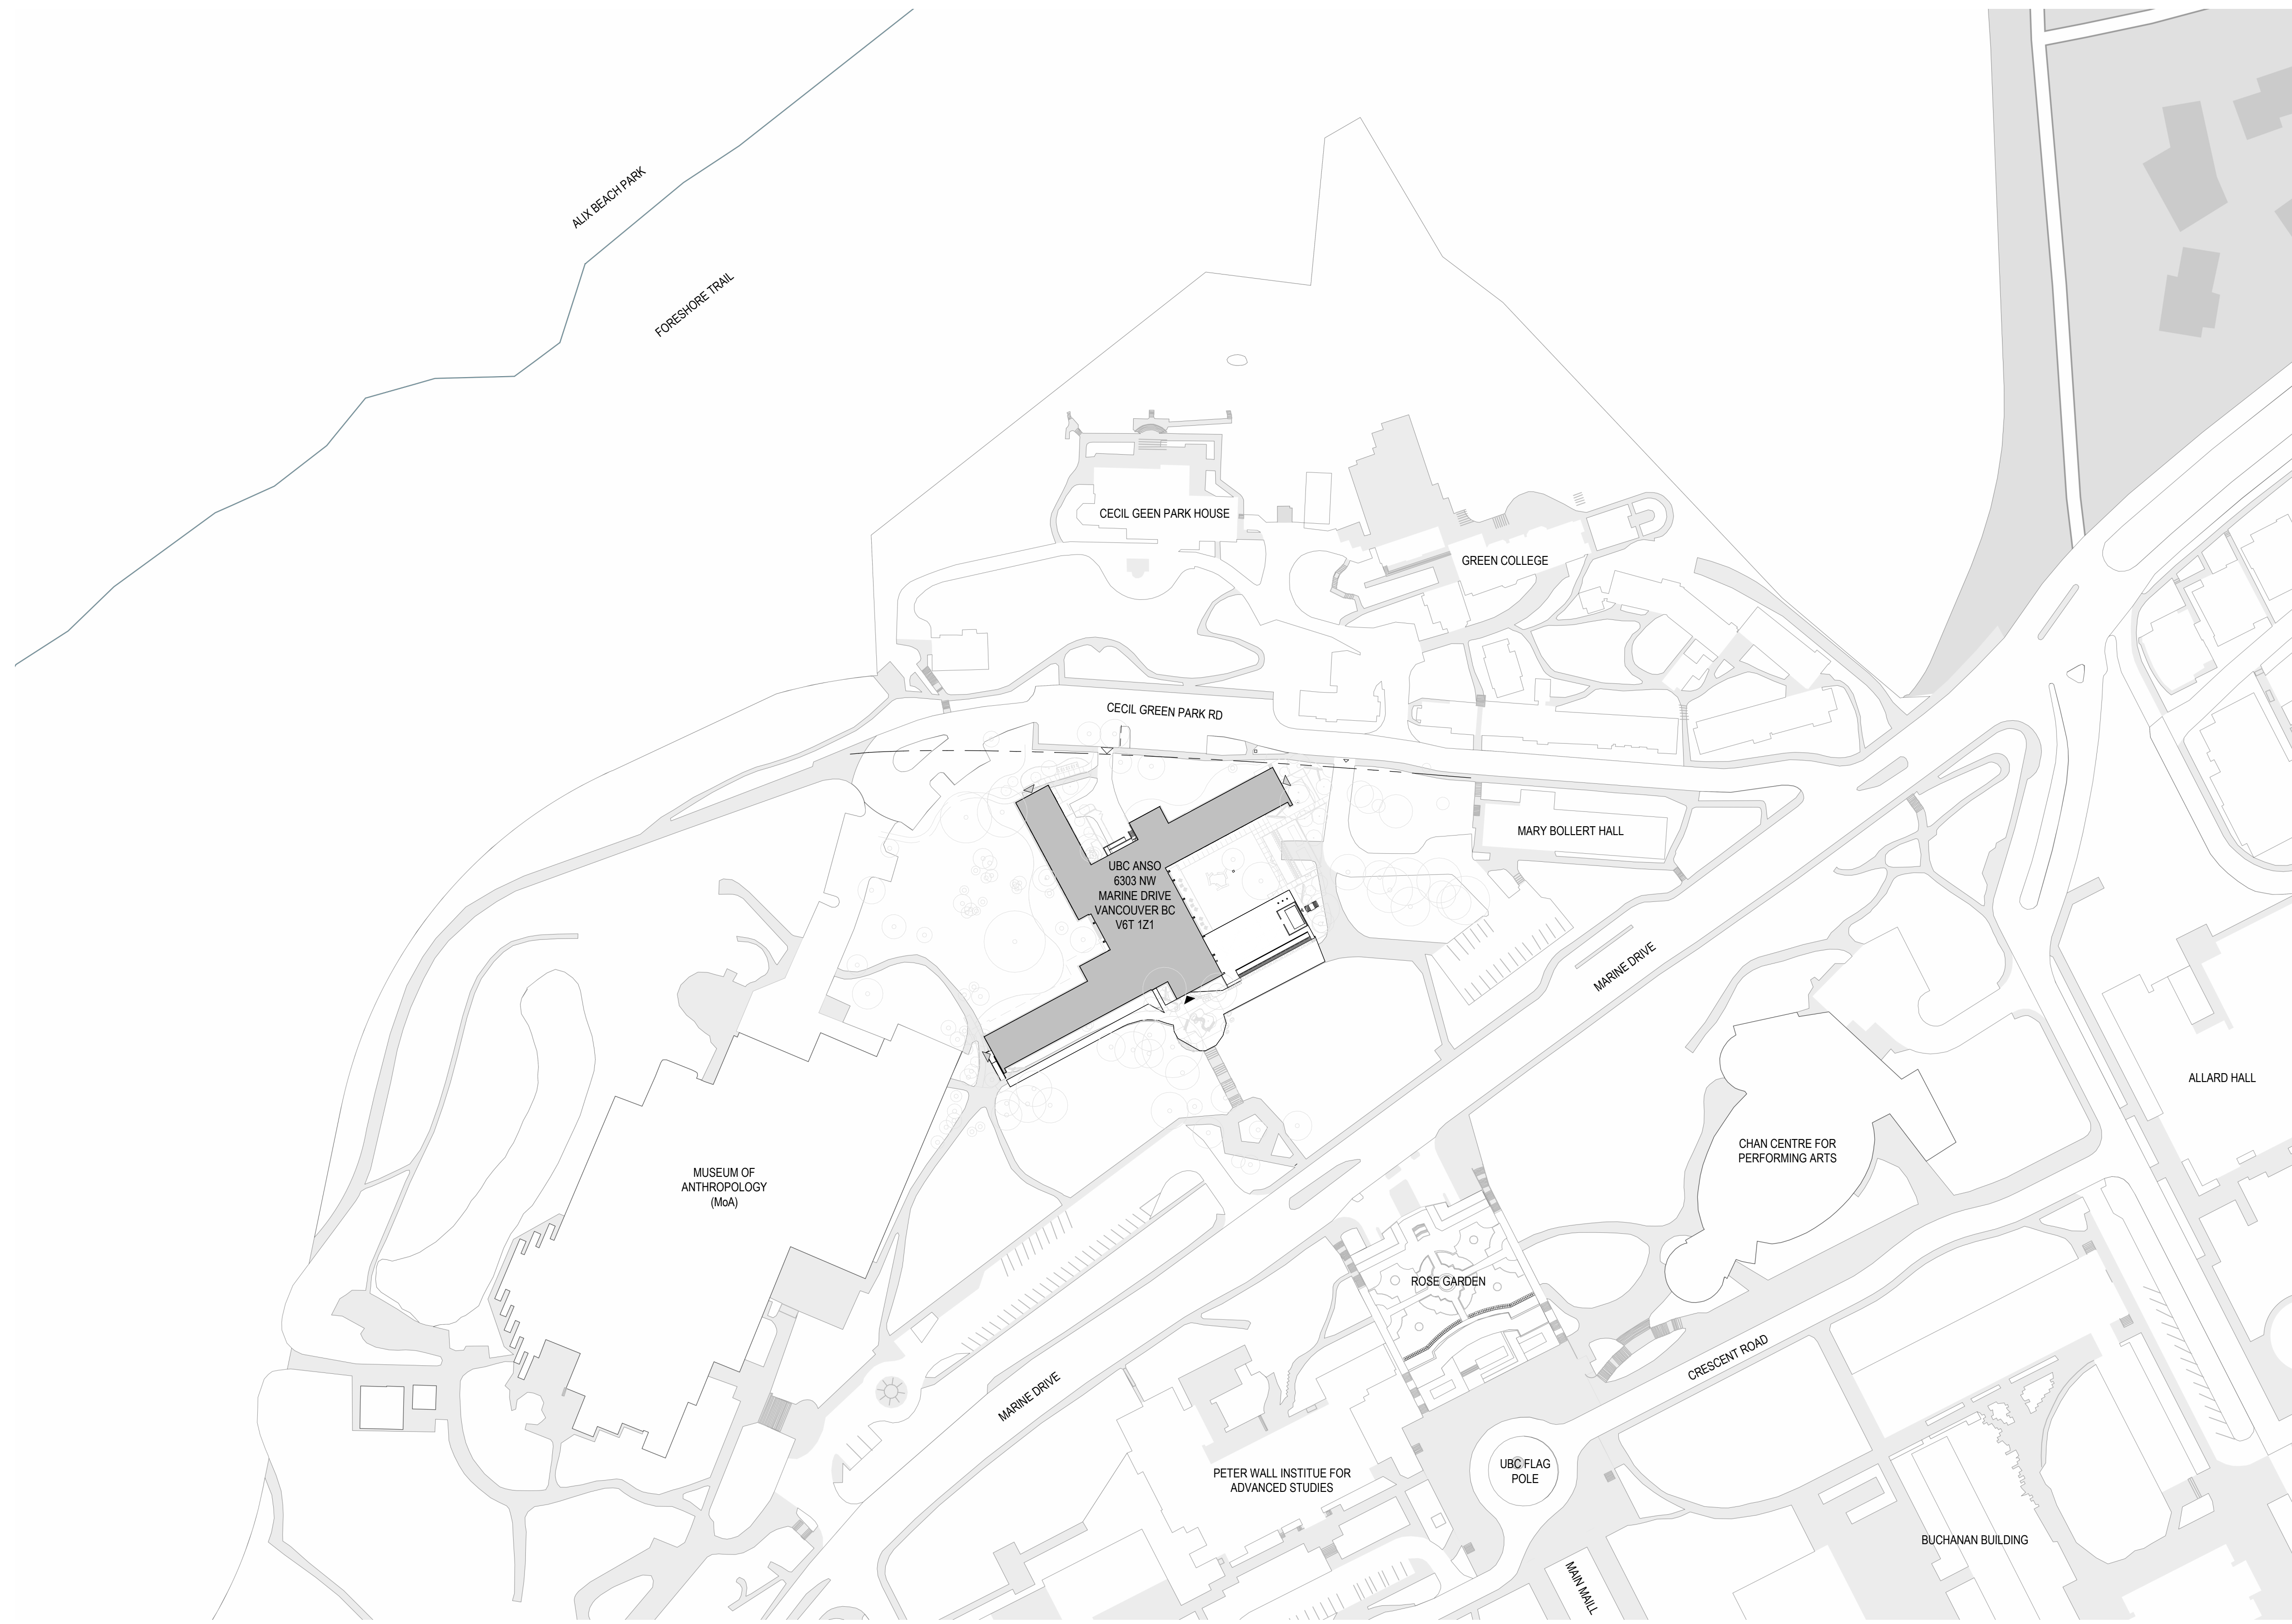 ALIX BEACH PARK
FORESHORE TRAIL
CECIL GEEN PARK HOUSE
GREEN COLLEGE
CECIL GREEN PARK RD
MARY BOLLERT HALL
UBC ANSO
6303 NW
MARINE DRIVE
VANCOUVER BC
V6T 1Z1
MARINE DRIVE
ALLARD HALL
CHAN CENTRE FOR
PERFORMING ARTS
MUSEUM OF
ANTHROPOLOGY
(MoA)
ROSE GARDEN
CRESCENT ROAD
MARINE DRIVE
PETER WALL INSTITUE FOR
ADVANCED STUDIES
UBC FLAG
POLE
BUCHANAN BUILDING
MAIN MAILL